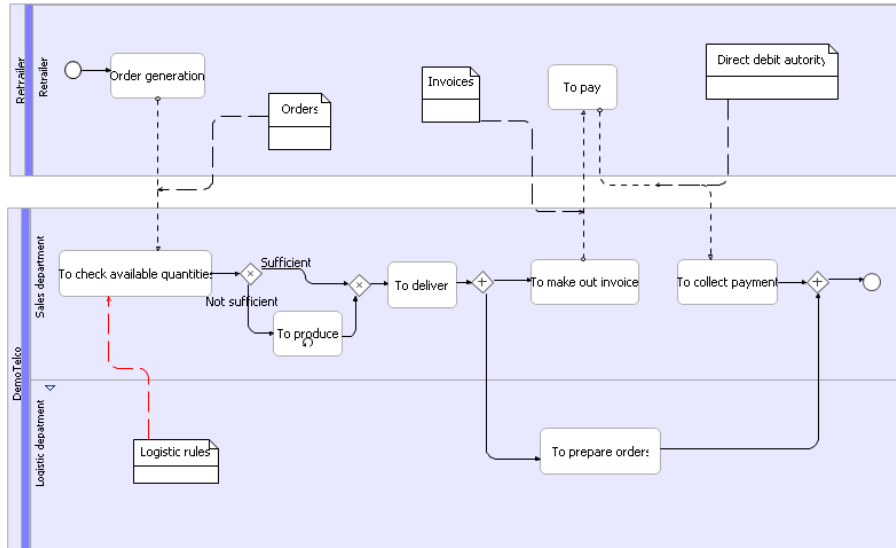 Retrailer
Retrailer
Order generation
Orders
Invoices
To pay
Direct debit autority
DemoTelco
Sales department
To check available quantities
Sufficient
Not sufficient
To produce
To deliver
To make out invoice
To collect payment
Logistic depatment
Logistic rules
To prepare orders